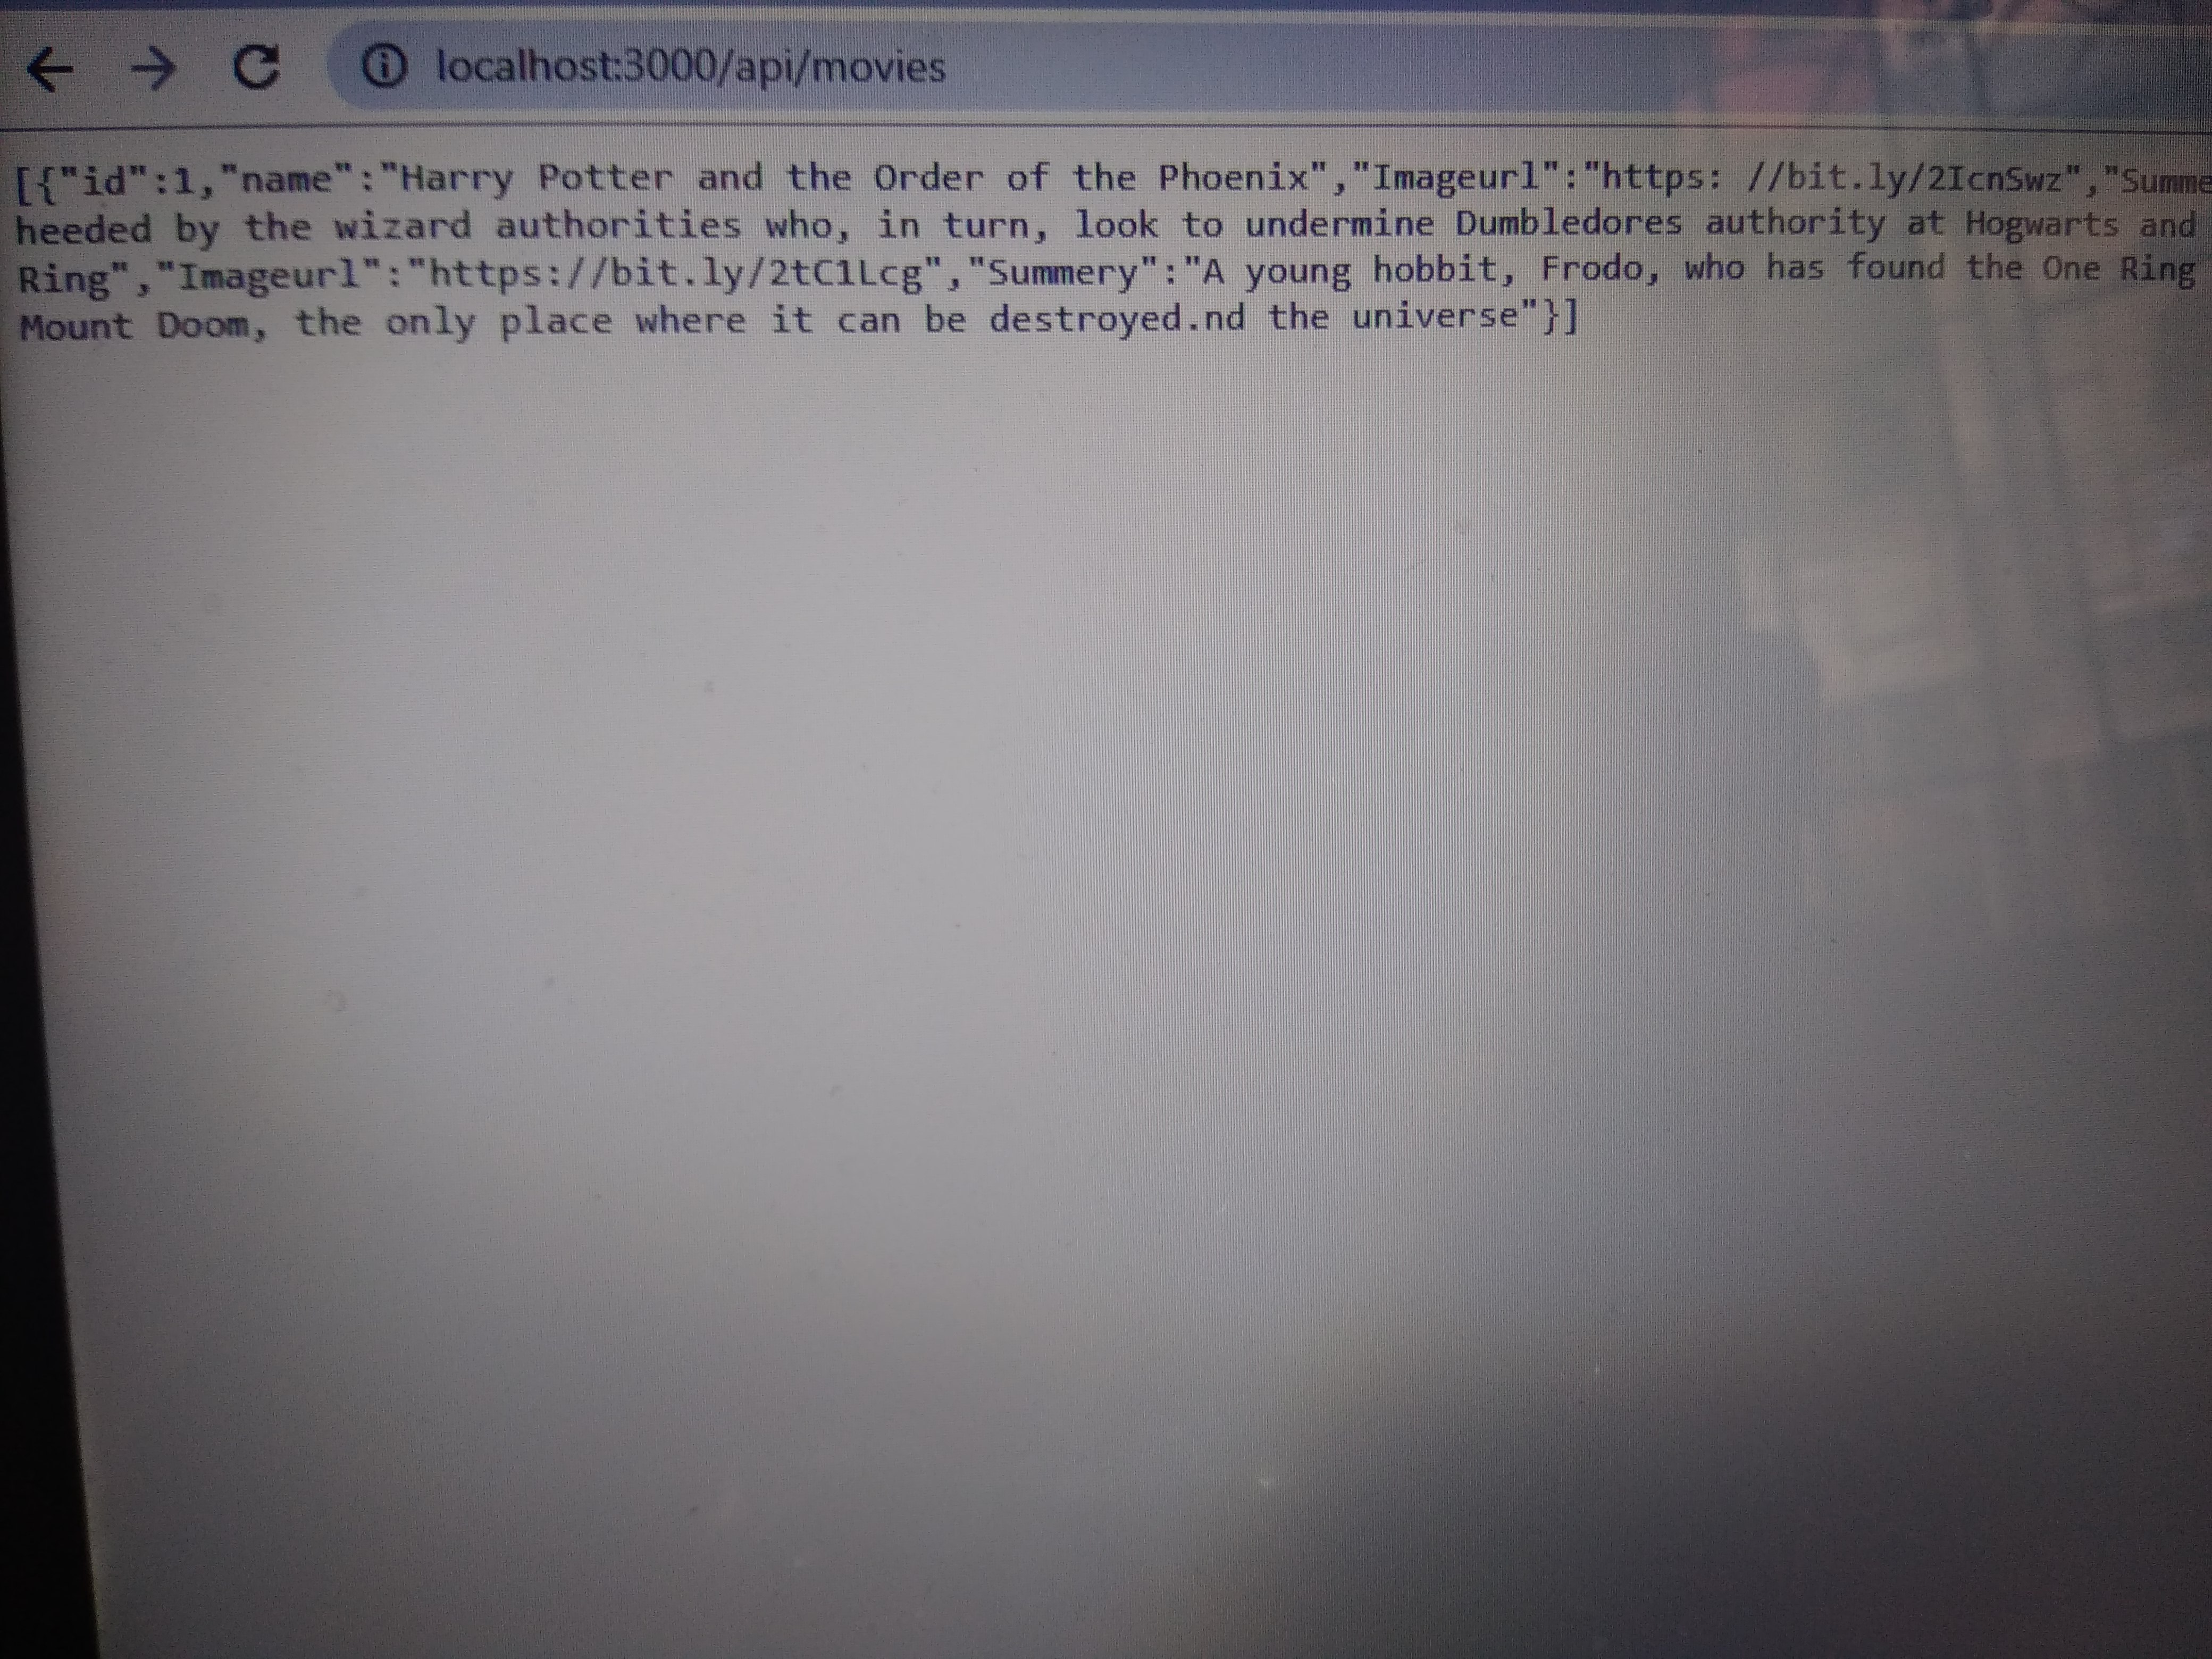 localhost:3000/api/movies
[{"id":1,"name":"Harry Potter and the Order of the Phoenix","Imageurl":"https: //bit.ly/2IcnSwz","Summe
heeded by the wizard authorities who, in turn, look to undermine Dumbledores authority at Hogwarts and
Ring","Imageurl":"https://bit.ly/2tC1Lcg","Summery":"A young hobbit, Frodo, who has found the One Ring
Mount Doom, the only place where it can be destroyed.nd the universe"}]